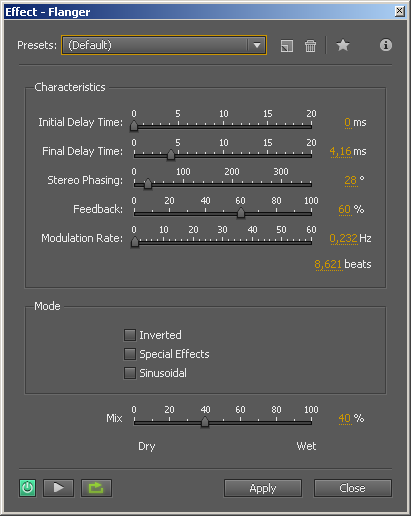 Effect - Flanger
Presets: (Default)
Characteristics
0 5 10 15 20
Initial Delay Time: 0 ms
0 5 10 15 20
Final Delay Time: 4,16 ms
0 100 200 300
Stereo Phasing: 28 °
0 20 40 60 80 100
Feedback: 60 %
0 10 20 30 40 50 60
Modulation Rate: 0,232 Hz
8,621 beats
Mode
Inverted
Special Effects
Sinusoidal
0 20 40 60 80 100
Mix 40 %
Dry Wet
Apply Close